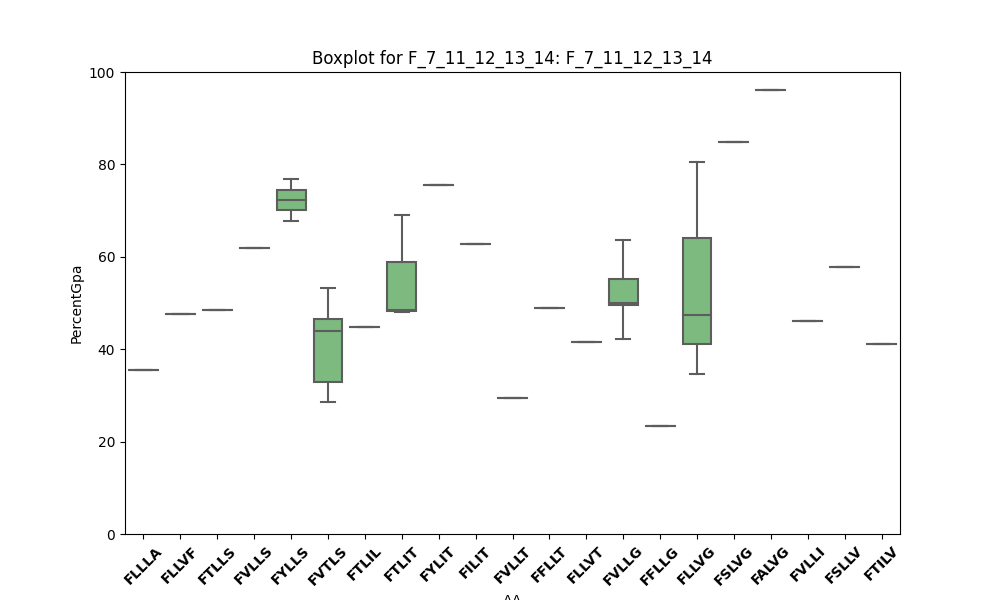 Boxplot for F_7_11_12_13_14: F_7_11_12_13_14
100
80
60
40
20
0
PercentGpa
FLLLA
FLLVF
FTLLS
FVLLS
FYLLS
FVTLS
FTLIL
FTLIT
FYLIT
FILIT
FVLLT
FFLLT
FLLVT
FVLLG
FFLLG
FLLVG
FSLVG
FALVG
FVLLI
FSLLV
FTILV
AA